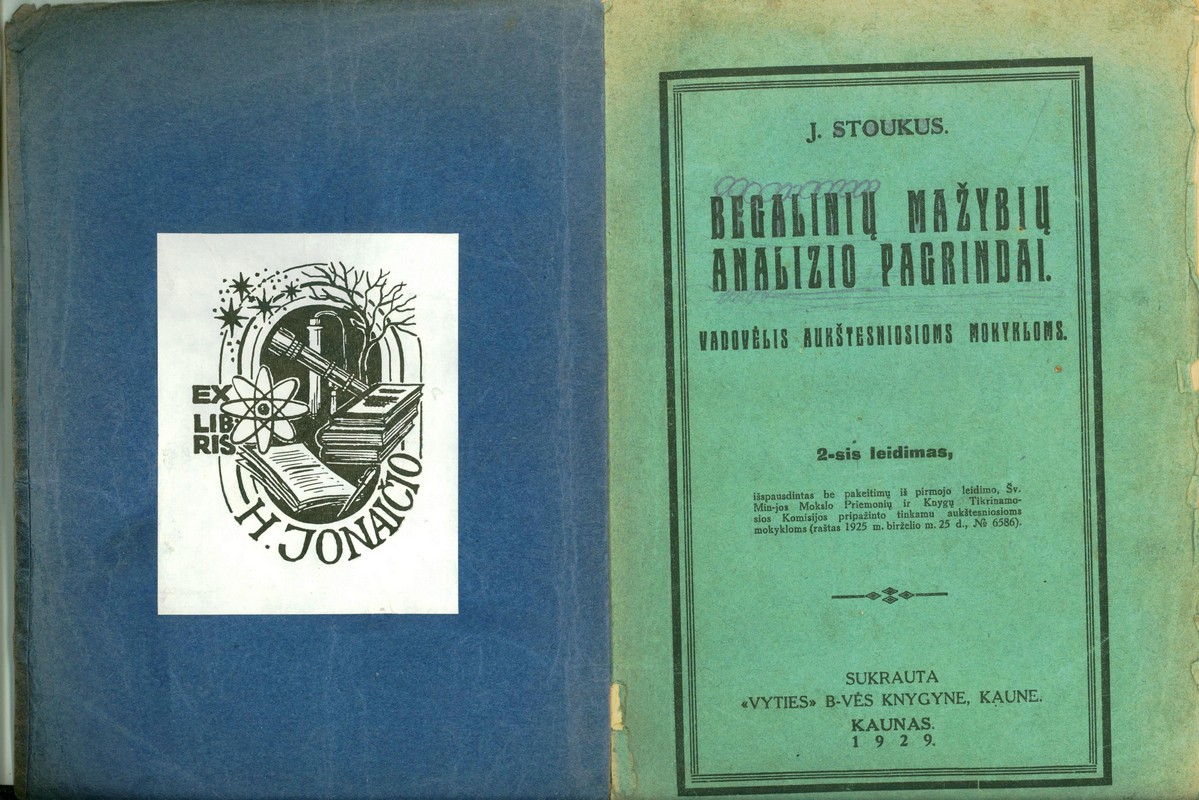 EX
LIB-
RIS
H. JONAIČIO
J. STOUKUS.
BEGALINIŲ MAŽYBIŲ
ANALIZIO PAGRINDAI.
VADOVĖLIS AUKŠTESNIOSIOMS MOKYKLOMS.
2-sis leidimas,
išspausdintas be pakeitimų iš pirmojo leidimo, Šv.
Min-jos Mokslo Priemonių ir Knygų Tikrinamo-
sios Komisijos pripažinto tinkamu aukštesniosioms
mokykloms (raštas 1925 m. birželio m. 25 d., № 6586).
SUKRAUTA
«VYTIES» B-VĖS KNYGYNE, KAUNE.
KAUNAS.
1929.